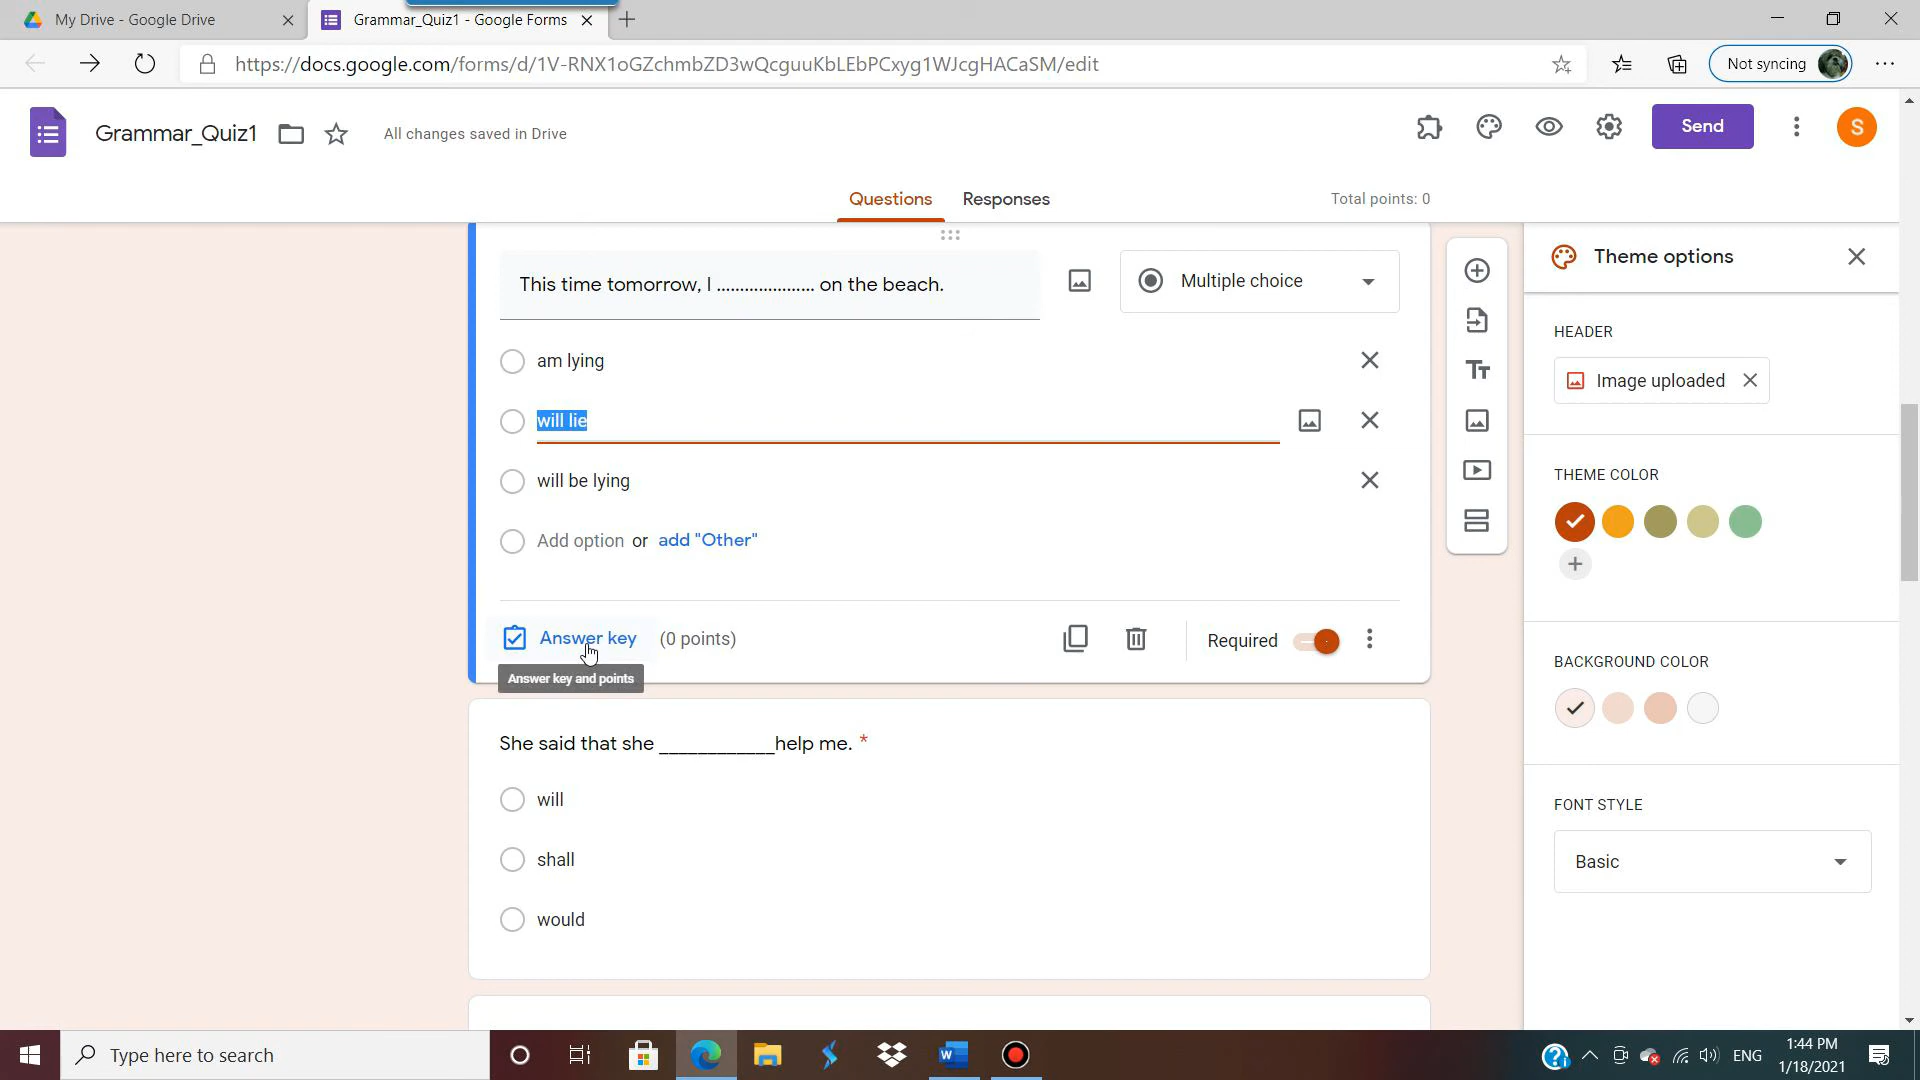 My Drive - Google Drive
Grammar_Quiz1 - Google Forms
https://docs.google.com/forms/d/1V-RNX1oGZchmbZD3wQcguuKbLEbPCxyg1WJcgHACaSM/edit
Not syncing
Grammar_Quiz1
All changes saved in Drive
Send
S
Questions
Responses
Total points: 0
This time tomorrow, I ..................... on the beach.
Multiple choice
am lying
will lie
will be lying
Add option or add "Other"
Answer key (0 points)
Required
Answer key and points
She said that she ____________help me. *
will
shall
would
Tт
Theme options
HEADER
Image uploaded
THEME COLOR
BACKGROUND COLOR
FONT STYLE
Basic
Type here to search
ENG
1:44 PM
1/18/2021